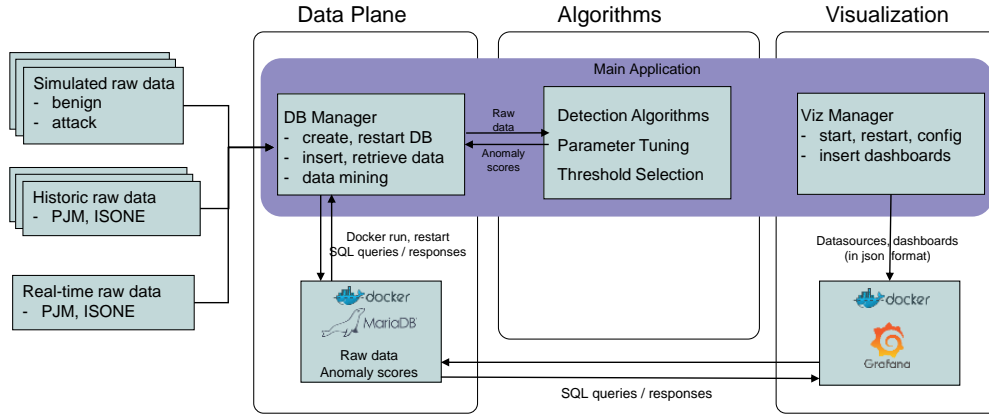 Data Plane
Algorithms
Visualization
Main Application
Simulated raw data
- benign
- attack
Historic raw data
- PJM, ISONE
Real-time raw data
- PJM, ISONE
DB Manager
- create, restart DB
- insert, retrieve data
- data mining
Raw
data
Anomaly
scores
Detection Algorithms
Parameter Tuning
Threshold Selection
Viz Manager
- start, restart, config
- insert dashboards
Docker run, restart
SQL queries / responses
Datasources, dashboards
(in json format)
docker
MariaDB
Raw data
Anomaly scores
docker
Grafana
SQL queries / responses